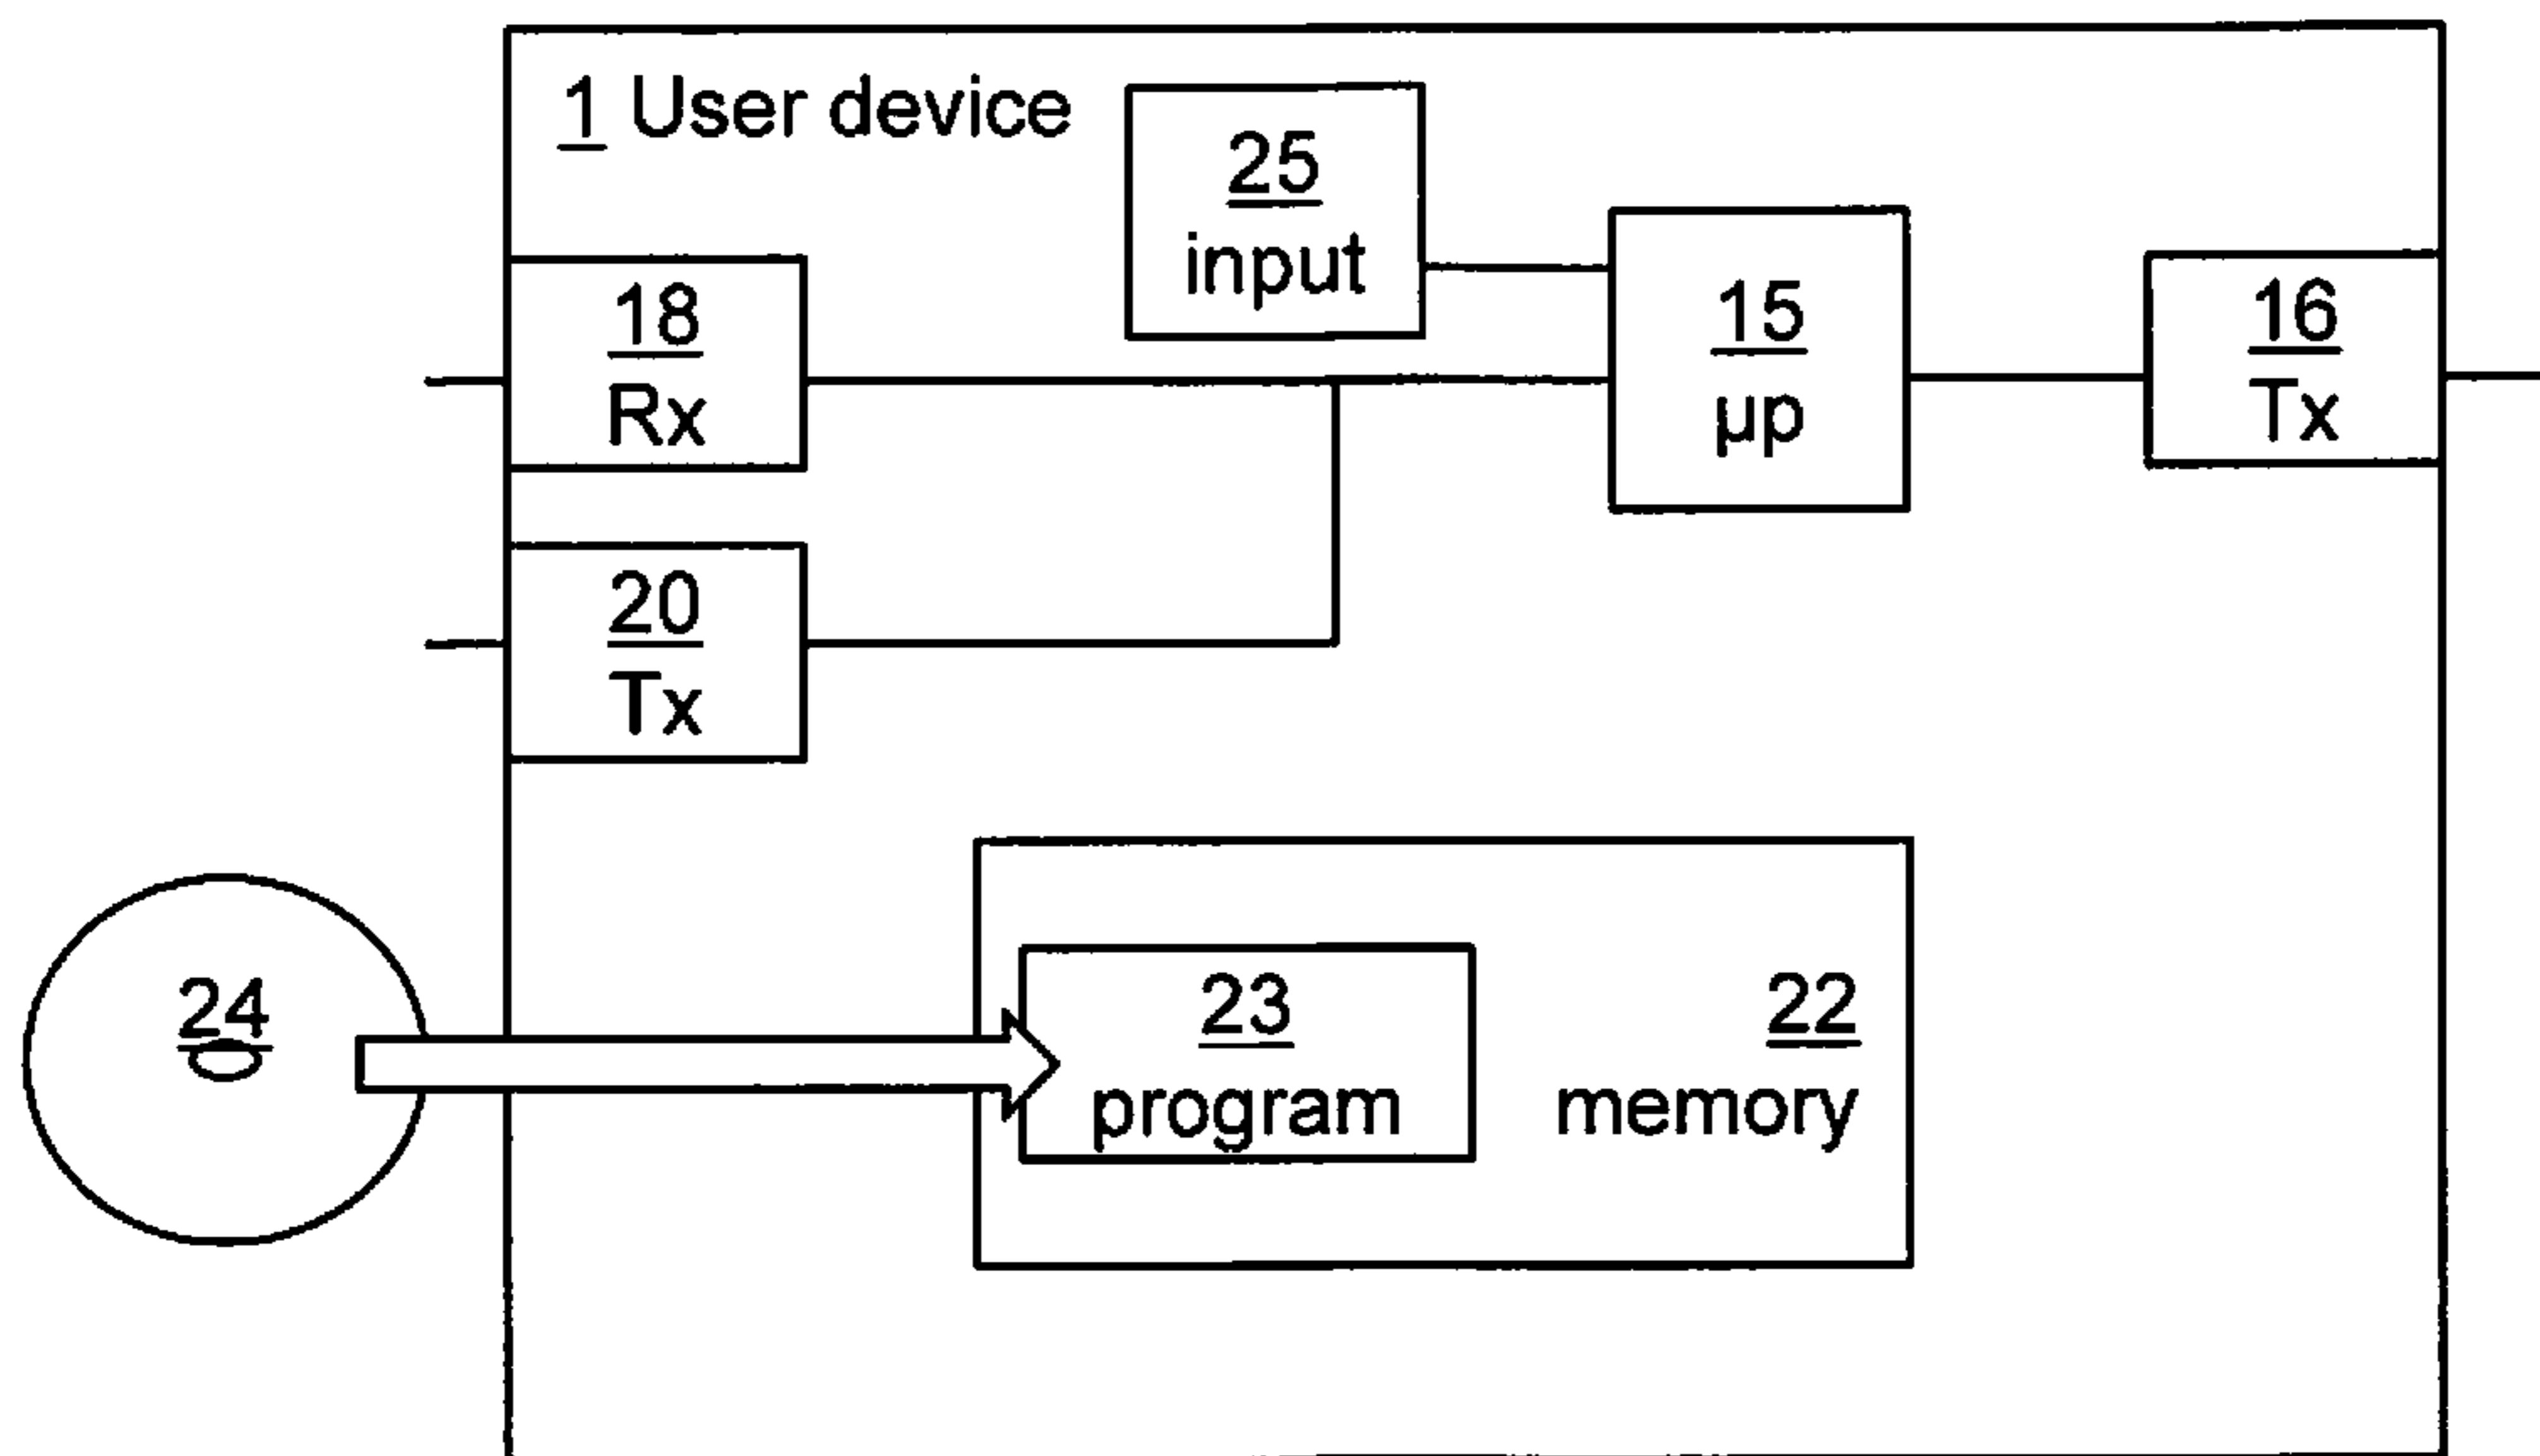 1 User device
25
input
18
Rx
15
µp
16
Tx
20
Tx
24
23
program
22
memory